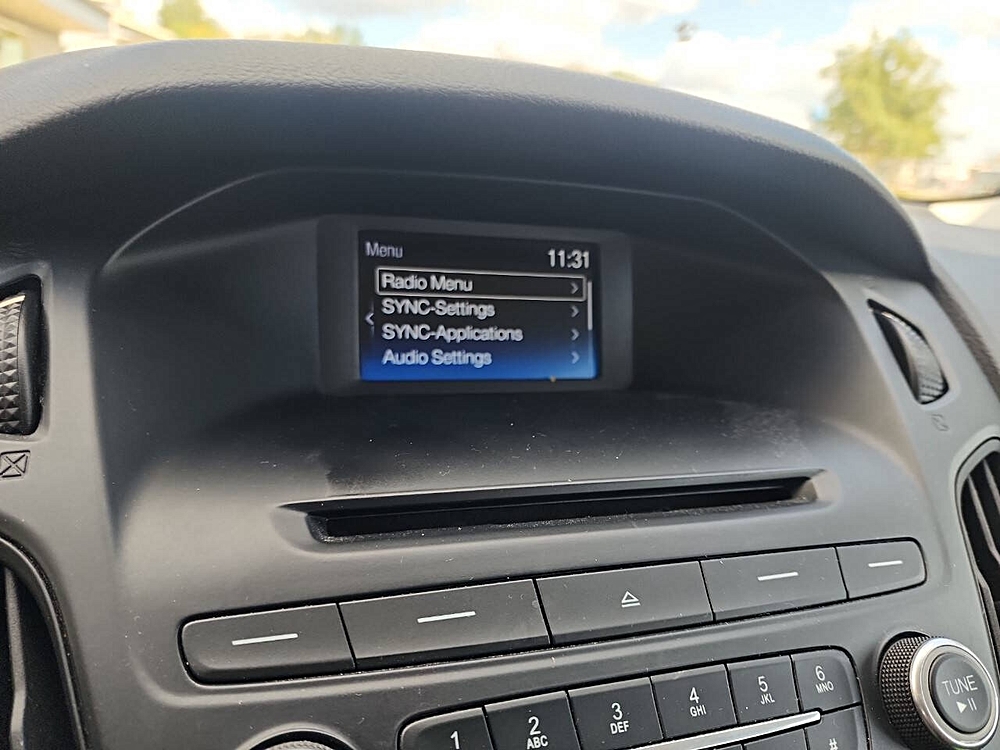 Menu 11:31
Radio Menu
SYNC-Settings
SYNC-Applications
Audio Settings
1
2 ABC
3 DEF
4 GHI
5 JKL
6 MNO
#
TUNE